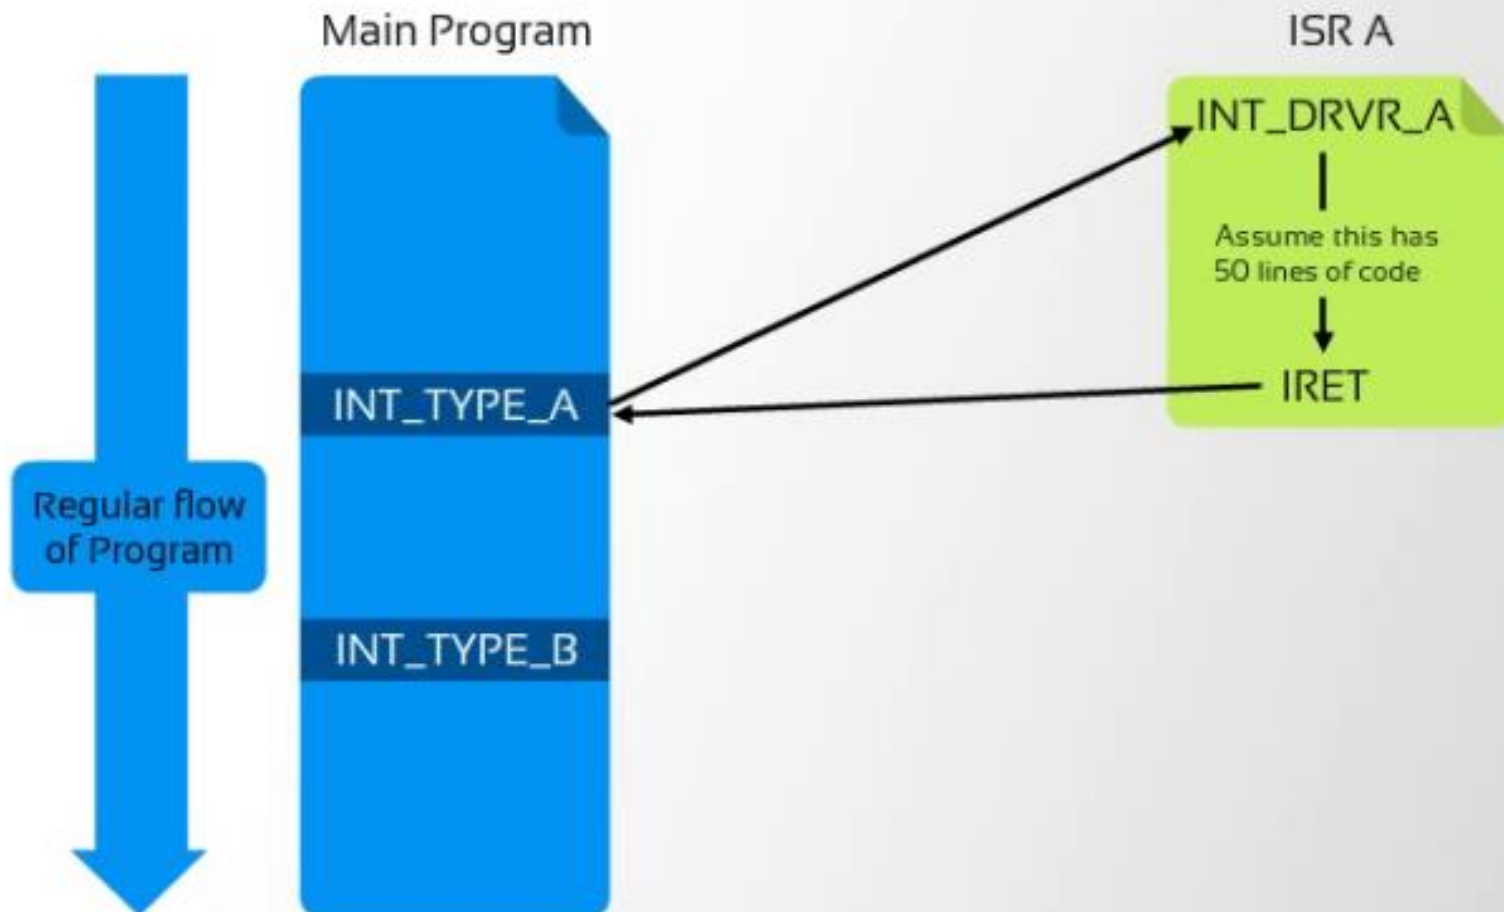 Main Program
ISR A
INT_DRVR_A
Assume this has
50 lines of code
IRET
INT_TYPE_A
Regular flow
of Program
INT_TYPE_B